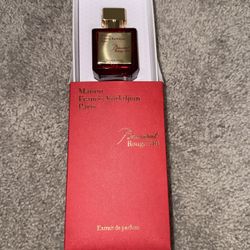 Maison
Francis Kurkdjian
Paris
Baccarat
Rouge 540
Extrait de parfum